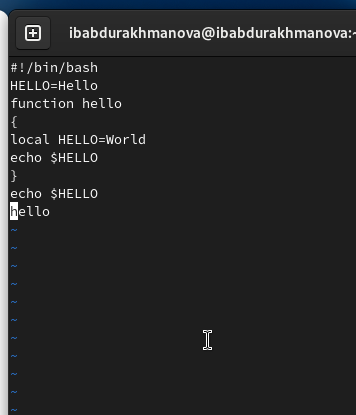 ibabdurakhmanova@ibabdurakhmanova:~
#!/bin/bash
HELLO=Hello
function hello
{
local HELLO=World
echo $HELLO
}
echo $HELLO
hello
~
~
~
~
~
~
~
~
~
~
~